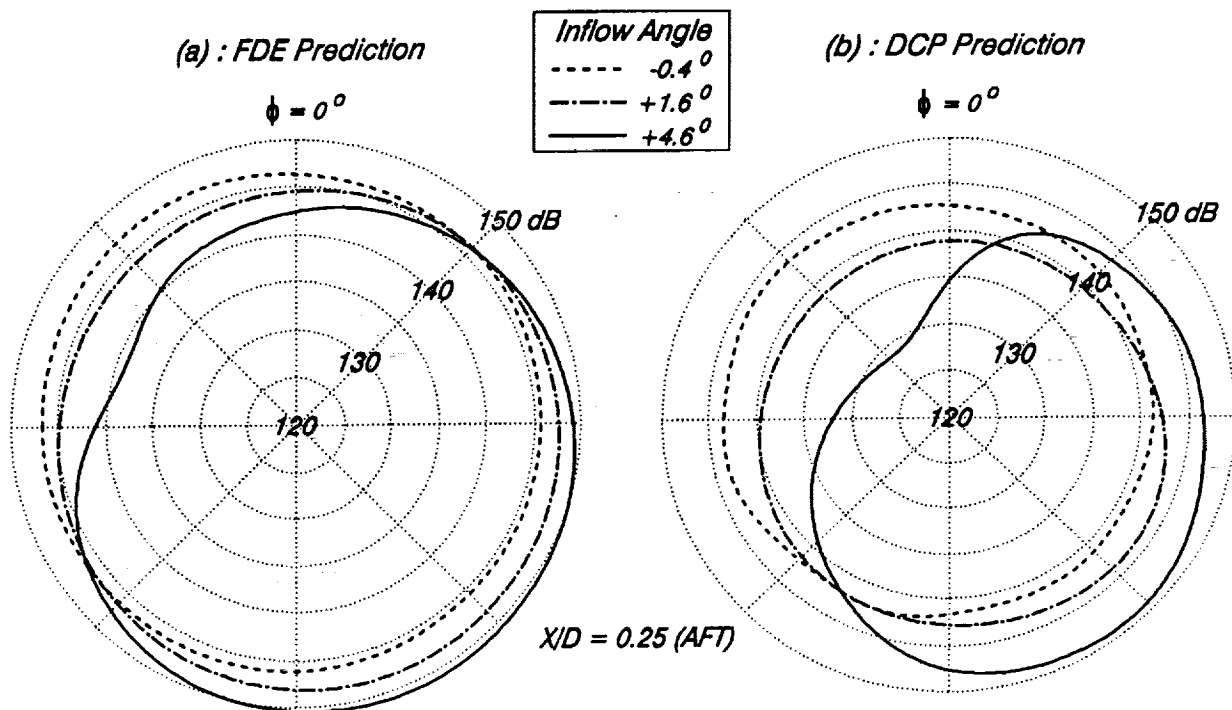 (a) : FDE Prediction
ϕ = 0°
Inflow Angle
-0.4°
+1.6°
+4.6°
(b) : DCP Prediction
ϕ = 0°
150 dB
140
130
120
150 dB
140
130
120
X/D = 0.25 (AFT)